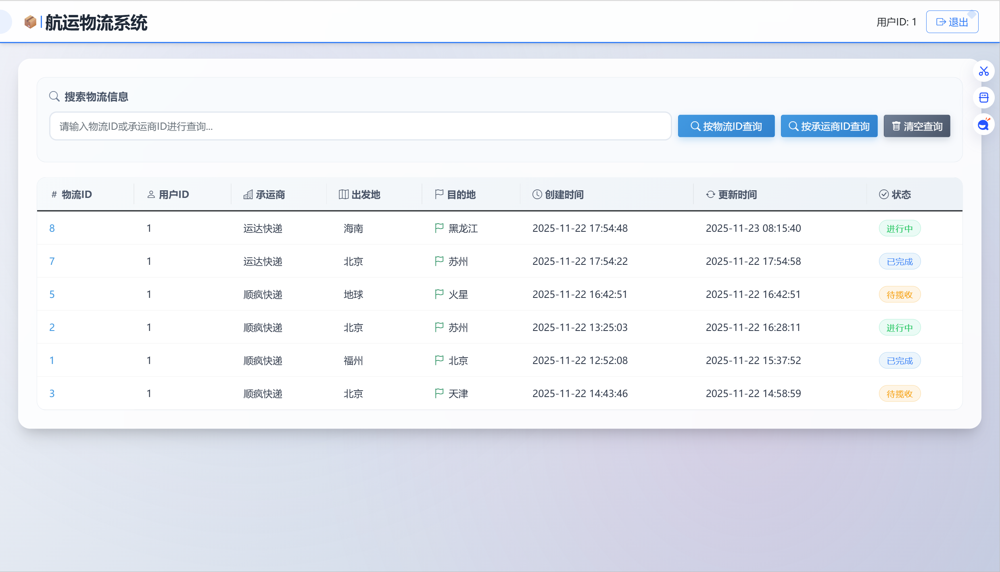 航运物流系统
用户ID: 1
退出
搜索物流信息
请输入物流ID或承运商ID进行查询...
按物流ID查询
按承运商ID查询
清空查询
# 物流ID 用户ID 承运商 出发地 目的地 创建时间 更新时间 状态
8 1 运达快递 海南 黑龙江 2025-11-22 17:54:48 2025-11-23 08:15:40 进行中
7 1 运达快递 北京 苏州 2025-11-22 17:54:22 2025-11-22 17:54:58 已完成
5 1 顺疯快递 地球 火星 2025-11-22 16:42:51 2025-11-22 16:42:51 待揽收
2 1 顺疯快递 北京 苏州 2025-11-22 13:25:03 2025-11-22 16:28:11 进行中
1 1 顺疯快递 福州 北京 2025-11-22 12:52:08 2025-11-22 15:37:52 已完成
3 1 顺疯快递 北京 天津 2025-11-22 14:43:46 2025-11-22 14:58:59 待揽收